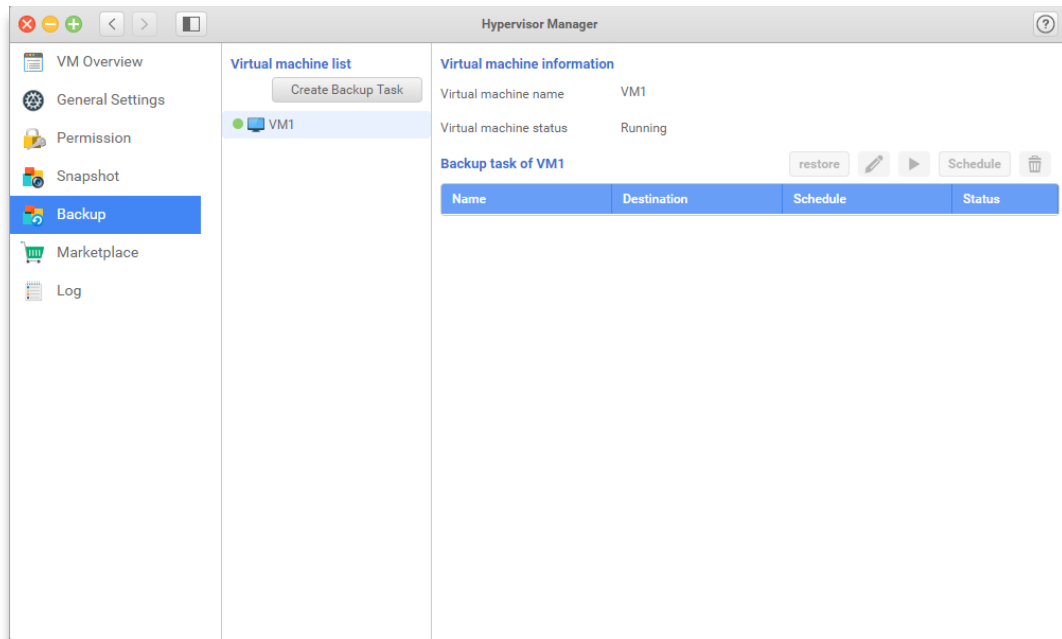 Hypervisor Manager
?
VM Overview
General Settings
Permission
Snapshot
Backup
Marketplace
Log
Virtual machine list
Create Backup Task
VM1
Virtual machine information
Virtual machine name VM1
Virtual machine status Running
Backup task of VM1 restore Schedule
Name Destination Schedule Status